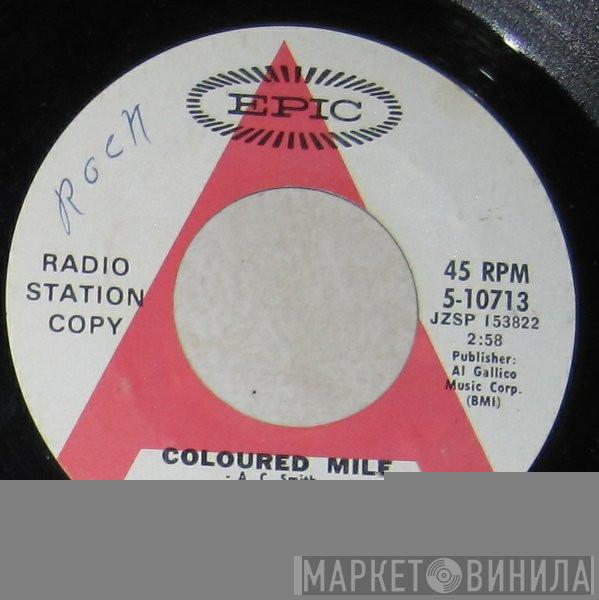 EPIC
ROCK
RADIO
STATION
COPY
45 RPM
5-10713
JZSP 153822
2:58
Publisher:
Al Gallico
Music Corp.
(BMI)
COLOURED MILE
- A. C. Smith
МАРКЕТ ВИНИЛА